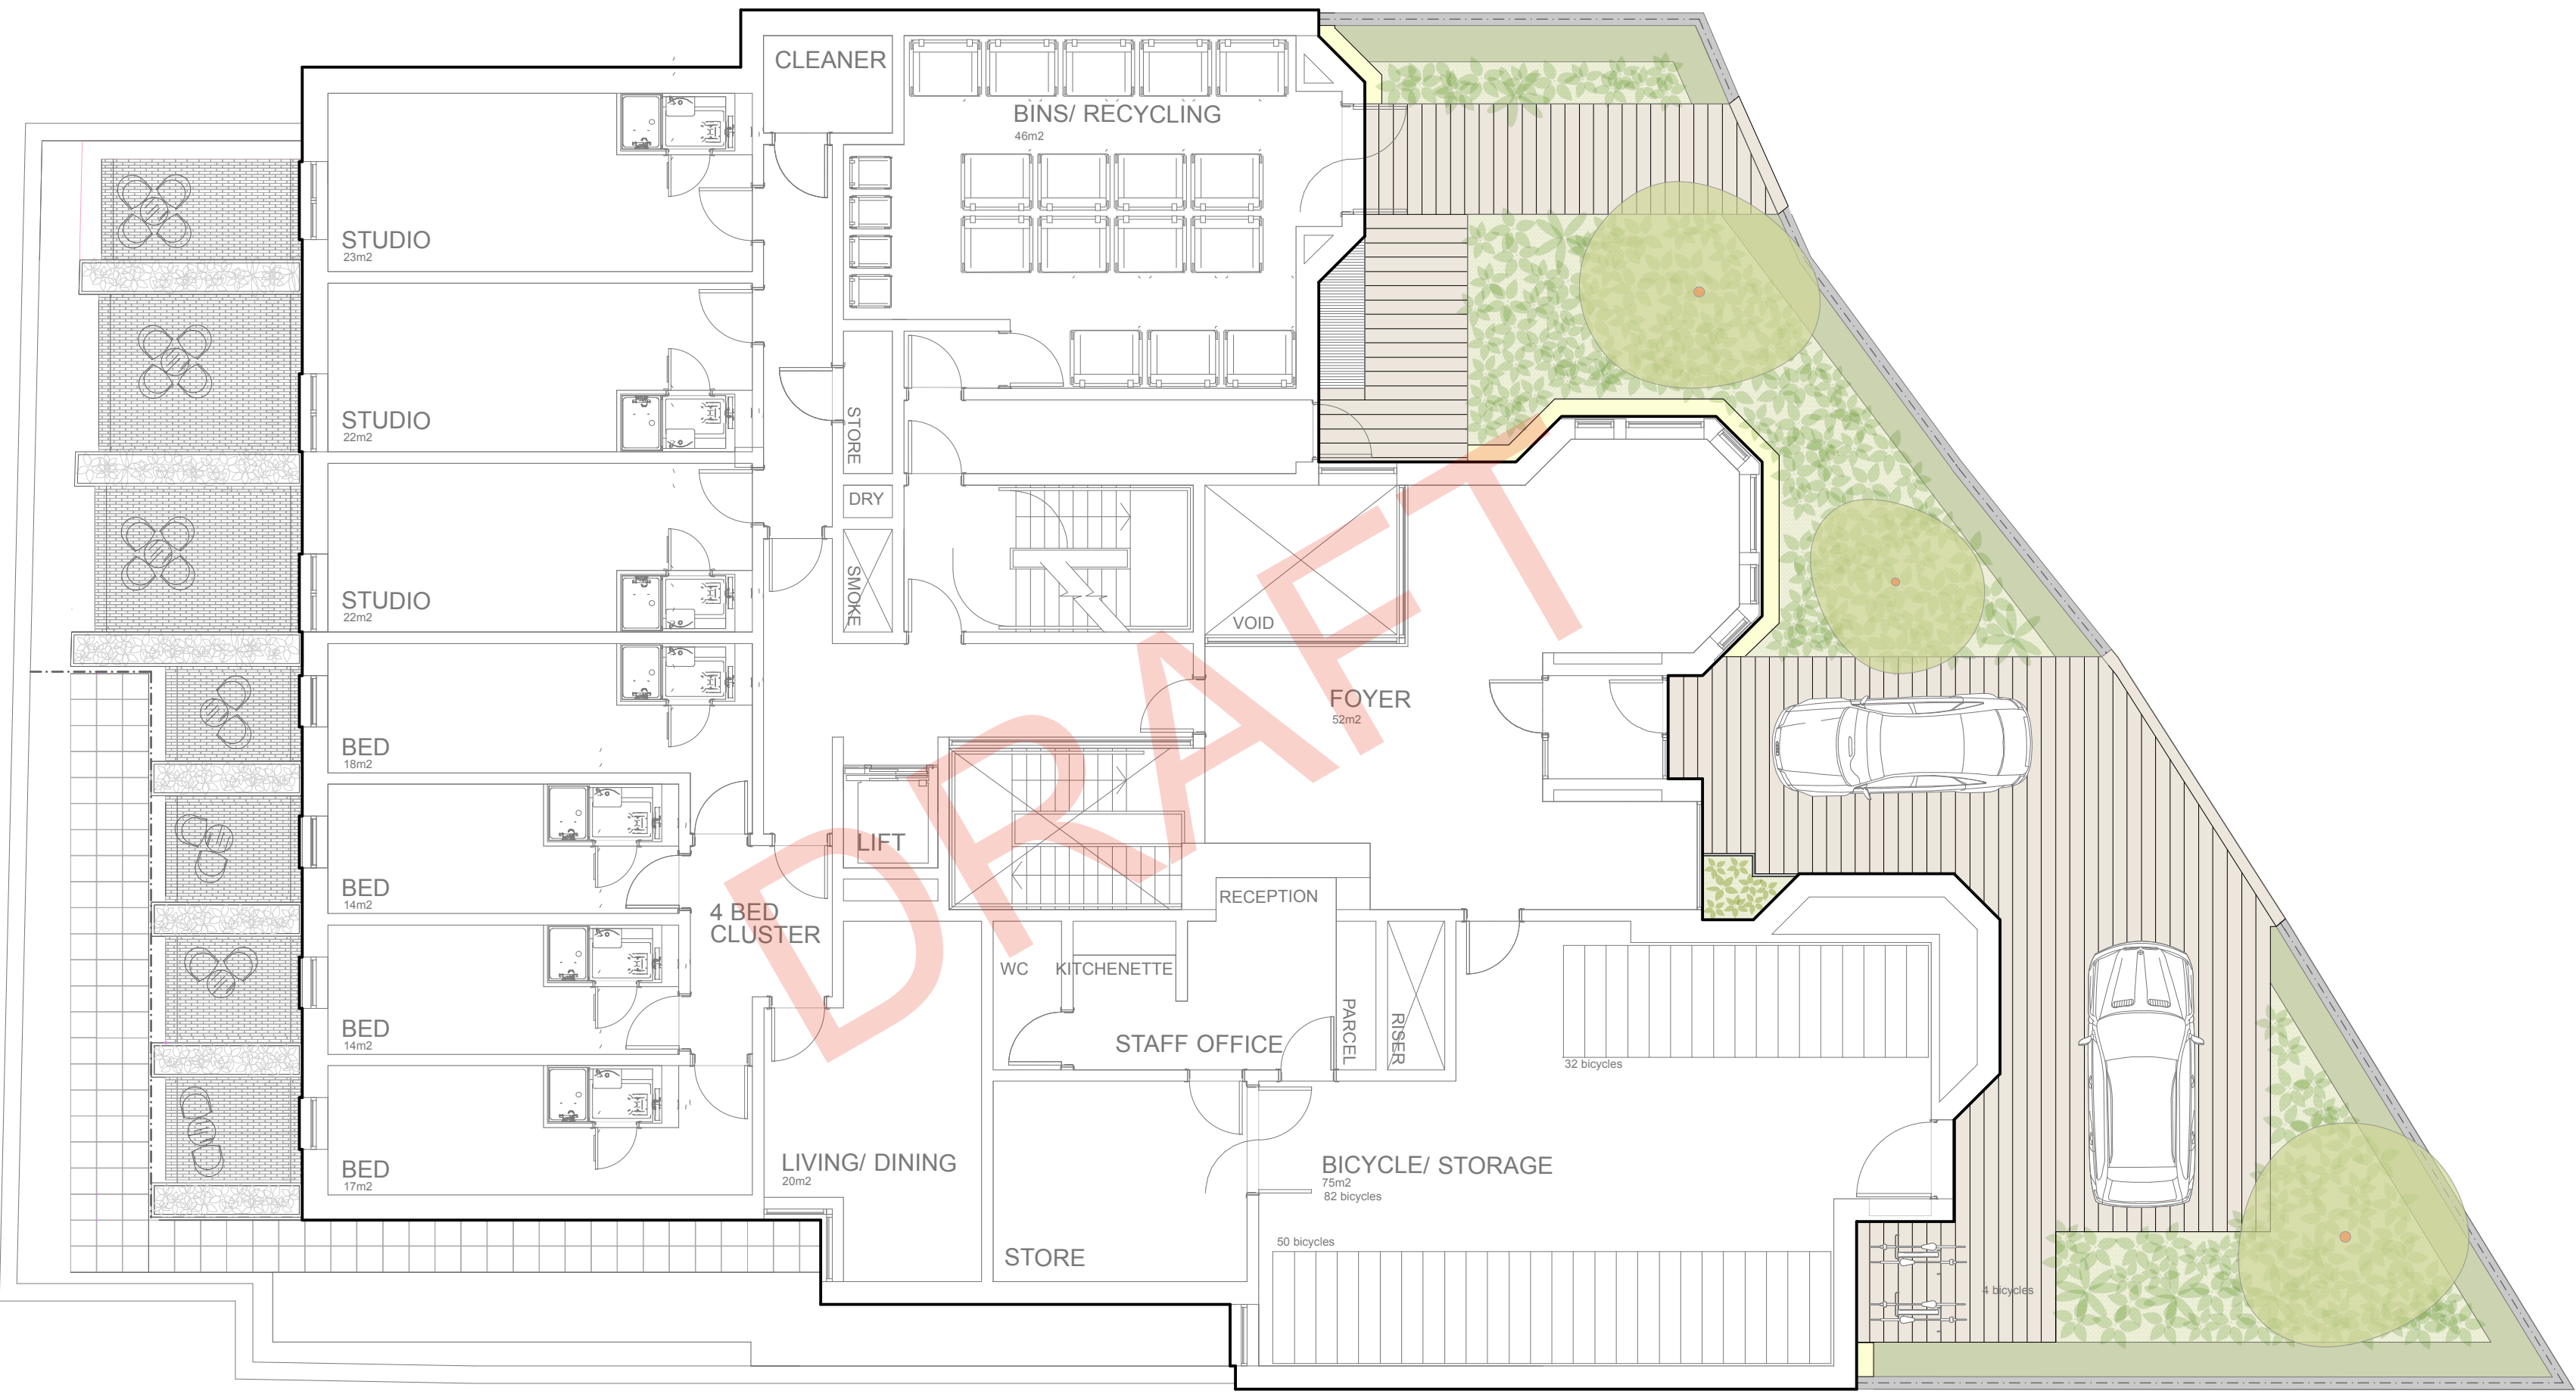 CLEANER
BINS/ RECYCLING
46m2
STUDIO
23m2
STUDIO
22m2
STORE
DRY
SMOKE
STUDIO
22m2
VOID
BED
18m2
FOYER
52m2
LIFT
BED
14m2
4 BED
CLUSTER
RECEPTION
WC
KITCHENETTE
BED
14m2
STAFF OFFICE
PARCEL
RISER
32 bicycles
BED
17m2
LIVING/ DINING
20m2
BICYCLE/ STORAGE
75m2
82 bicycles
STORE
50 bicycles
4 bicycles
DRAFT